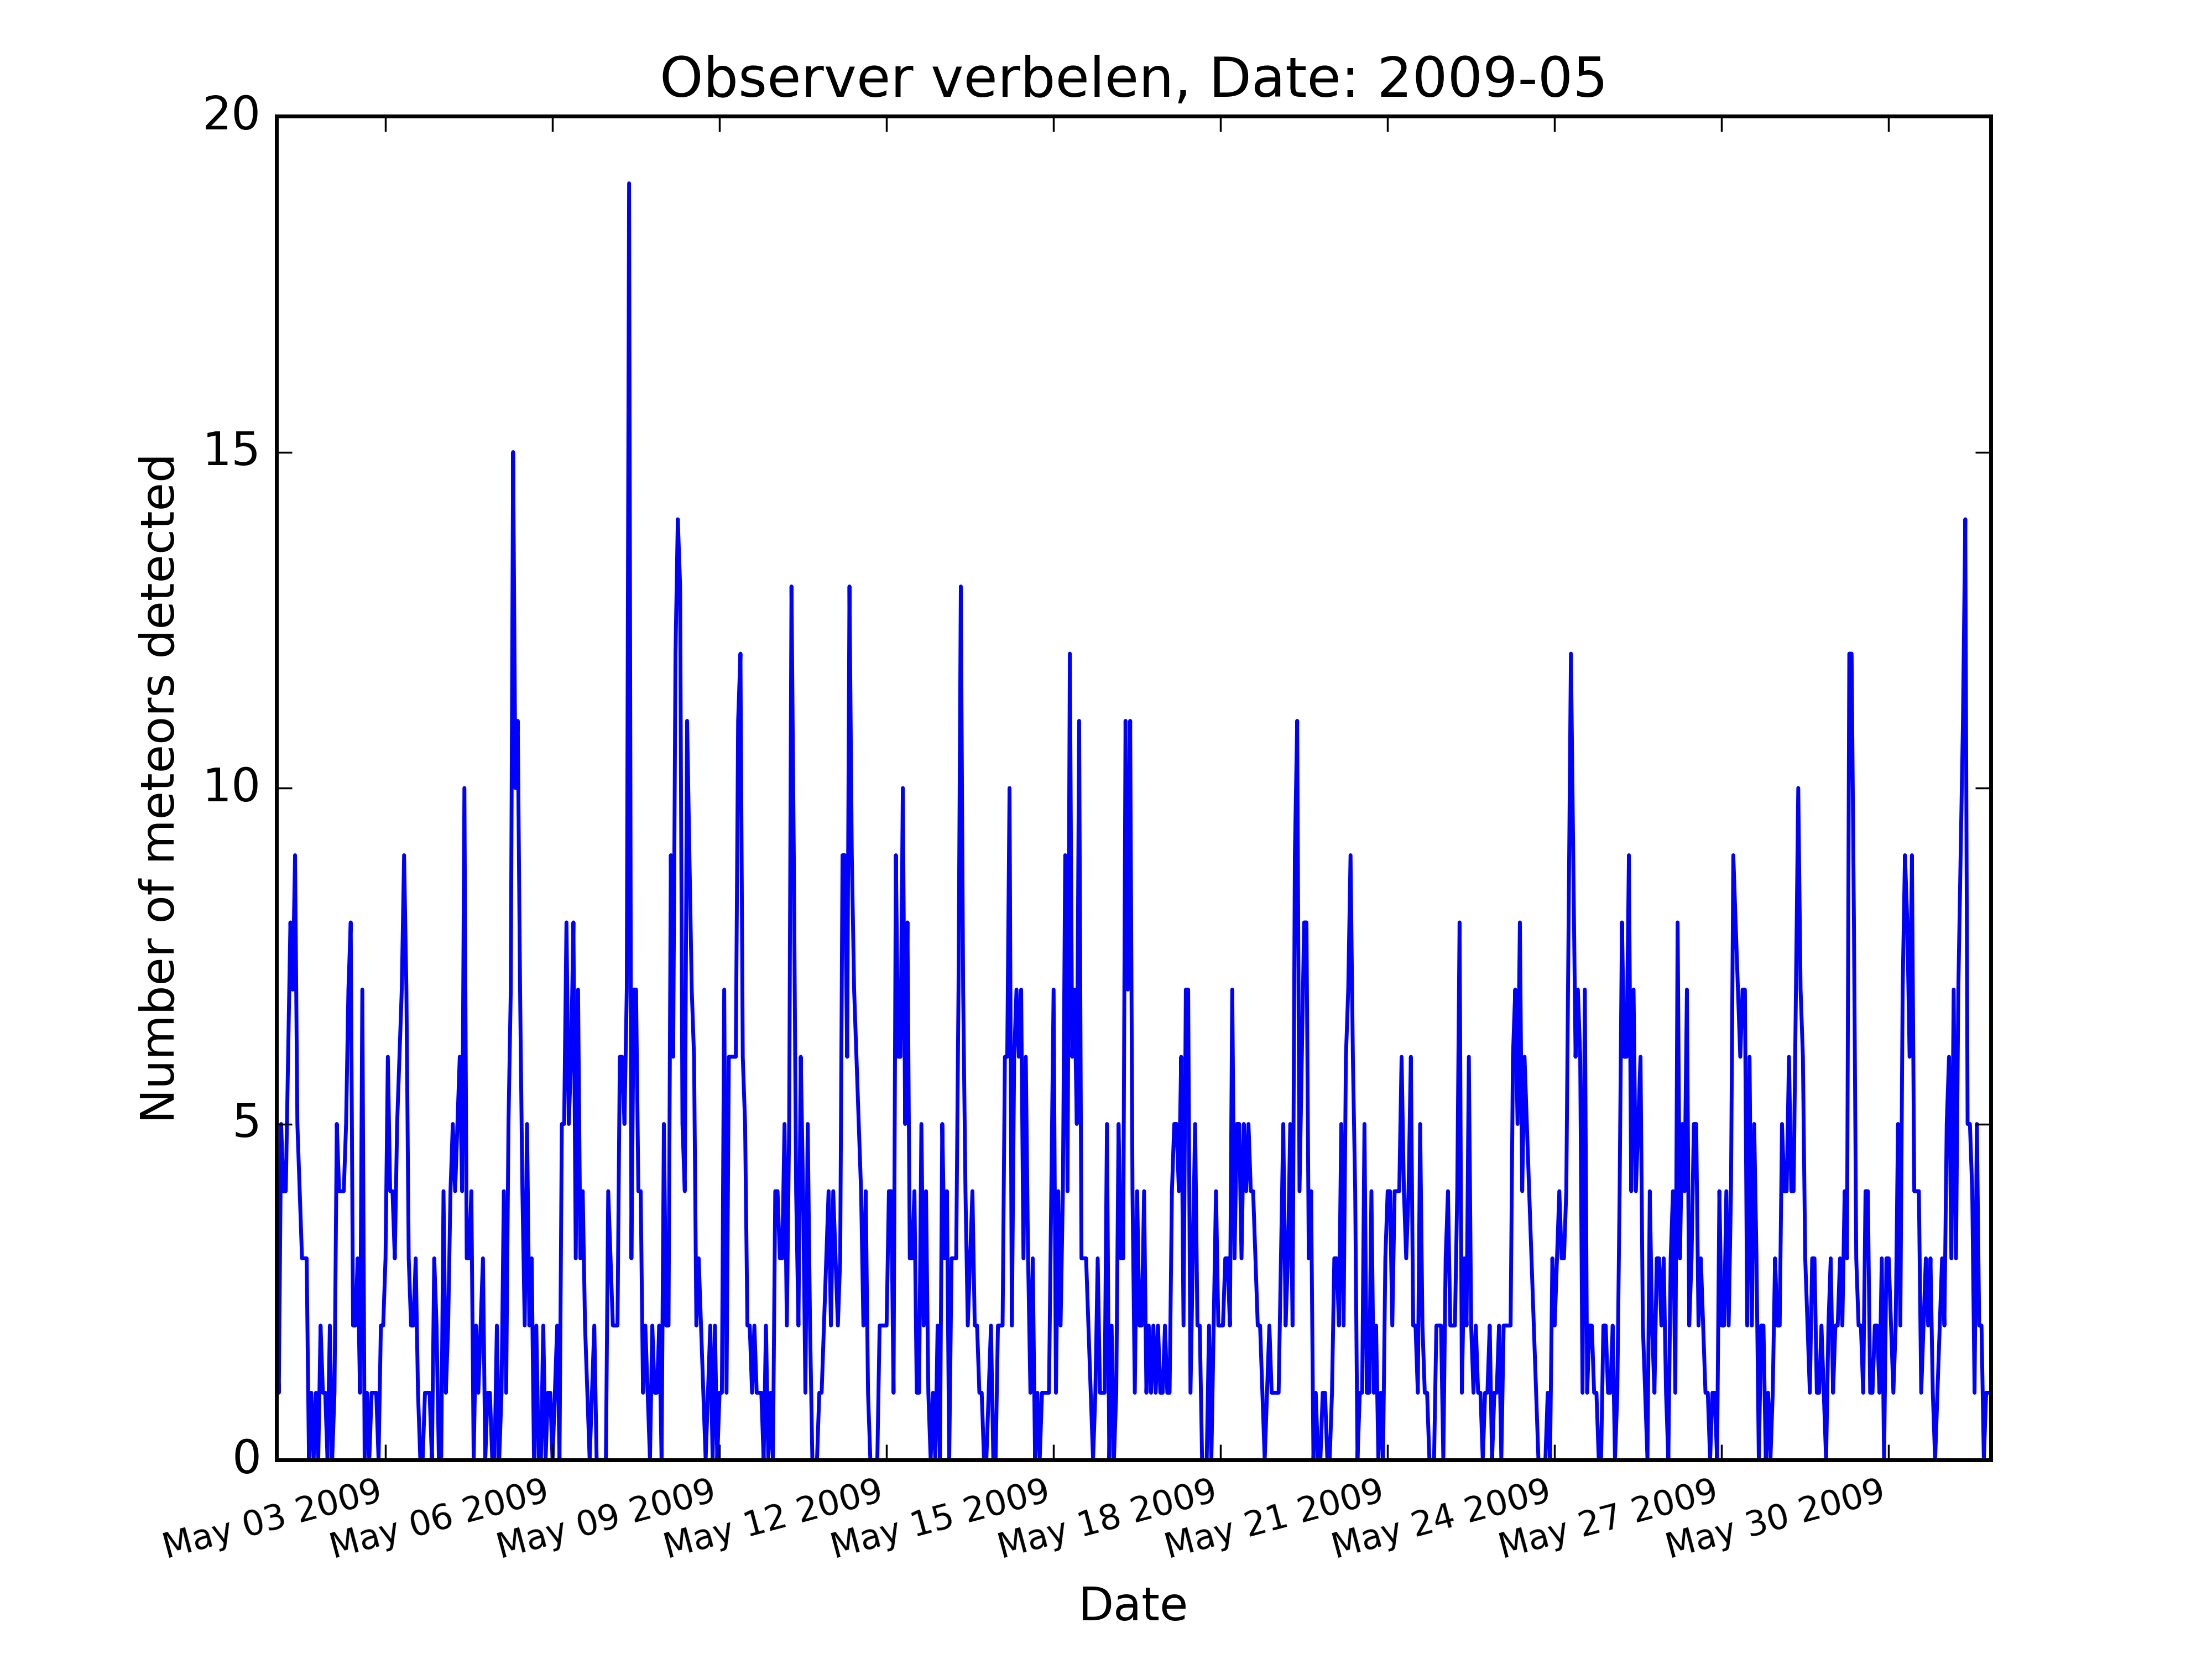 Observer verbelen, Date: 2009-05
20
15
10
5
0
Number of meteors detected
May 03 2009
May 06 2009
May 09 2009
May 12 2009
May 15 2009
May 18 2009
May 21 2009
May 24 2009
May 27 2009
May 30 2009
Date